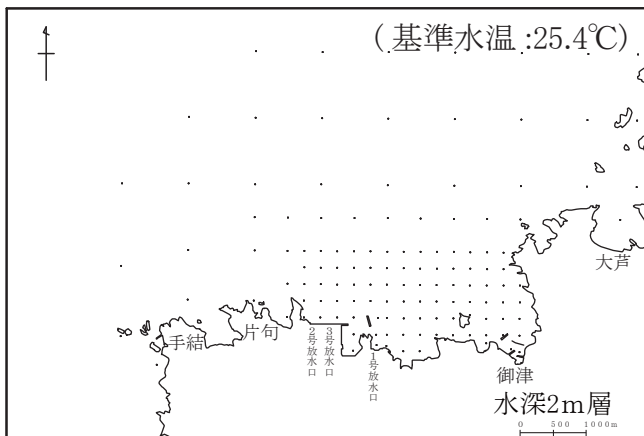 (基準水温:25.4℃)
大芦
手結
片句
2号放水口
3号放水口
1号放水口
御津
水深2m層
0 500 1000m